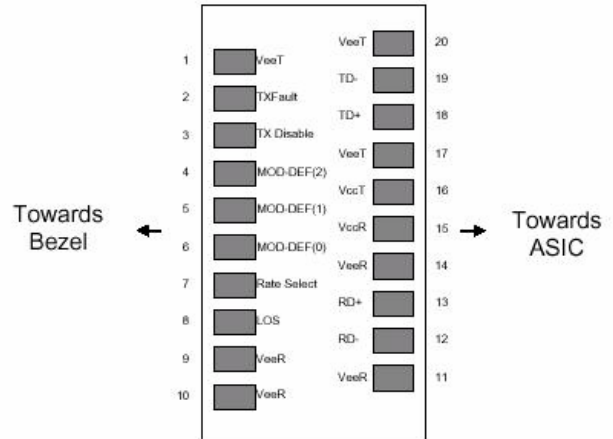 VeeT 20
1 VeeT
TD- 19
2 TXFault
TD+ 18
3 TX Disable
VeeT 17
4 MOD-DEF(2)
VccT 16
5 MOD-DEF(1)
VccR 15
6 MOD-DEF(0)
Towards
Bezel
Towards
ASIC
VeeR 14
7 Rate Select
RD+ 13
8 LOS
RD- 12
9 VeeR
VeeR 11
10 VeeR